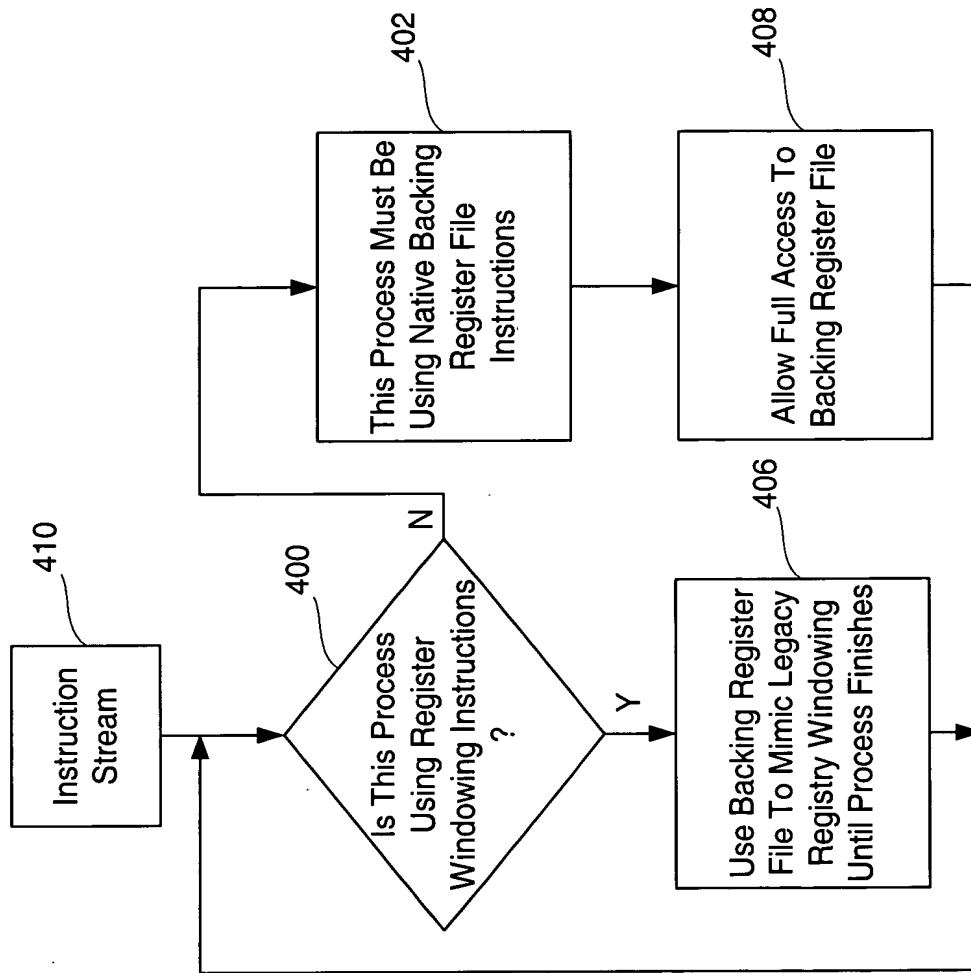 410
Instruction
Stream
400
Is This Process
Using Register
Windowing Instructions
?
N
Y
402
This Process Must Be
Using Native Backing
Register File
Instructions
406
Use Backing Register
File To Mimic Legacy
Registry Windowing
Until Process Finishes
408
Allow Full Access To
Backing Register File